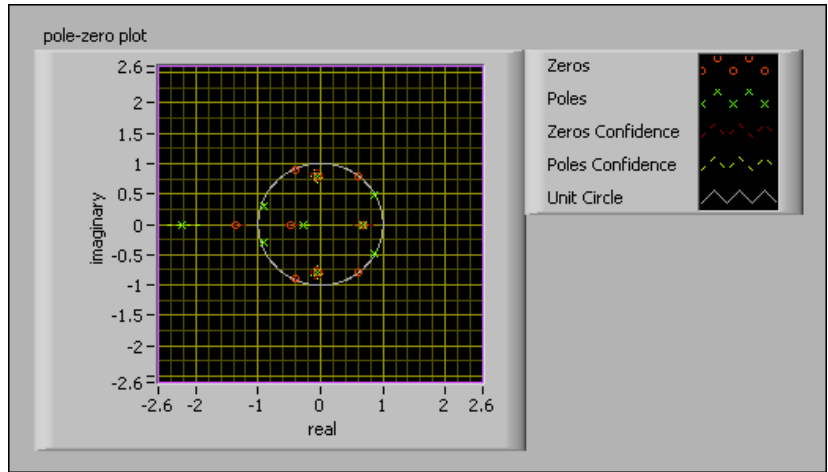 pole-zero plot
2.6
2
1.5
1
0.5
0
-0.5
-1
-1.5
-2
-2.6
imaginary
-2.6 -2 -1 0 1 2 2.6
real
Zeros
Poles
Zeros Confidence
Poles Confidence
Unit Circle